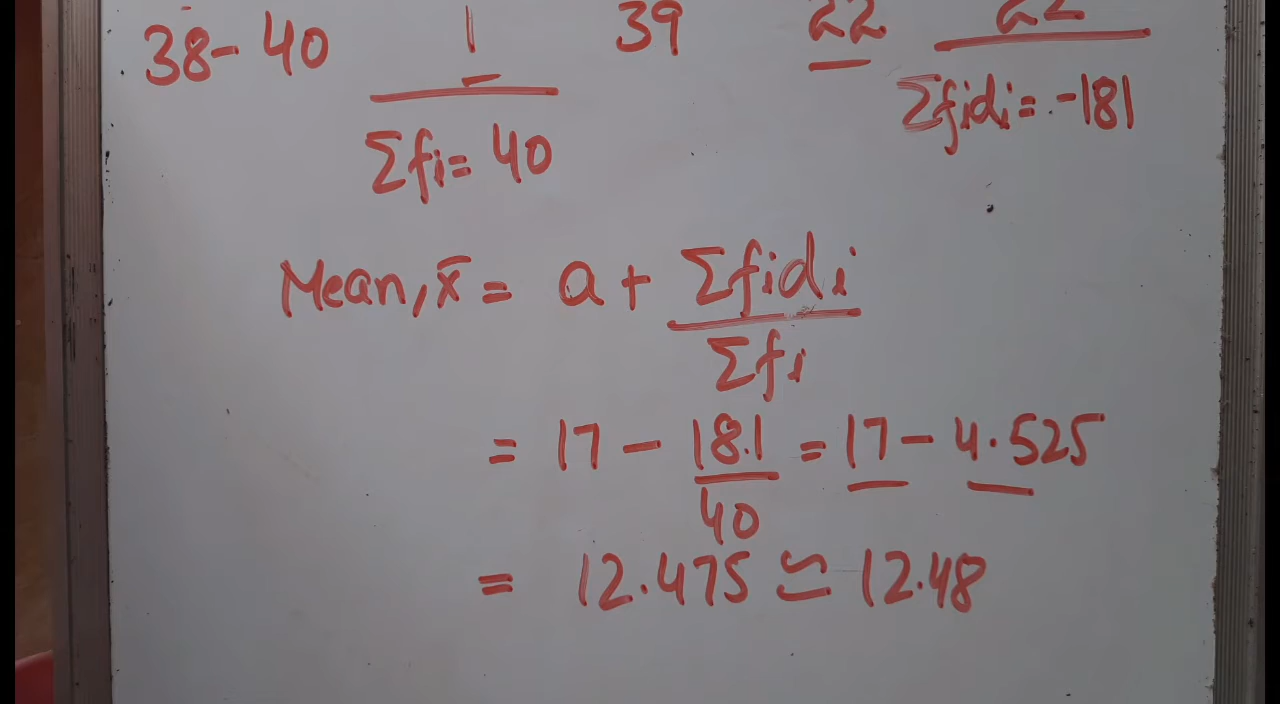 38-40 1 39 22 22
Σfi= 40 Σfidi= -181
Mean, x̄ = a + Σfidi
Σfi
= 17 - 181 = 17 - 4.525
40
= 12.475 ≃ 12.48